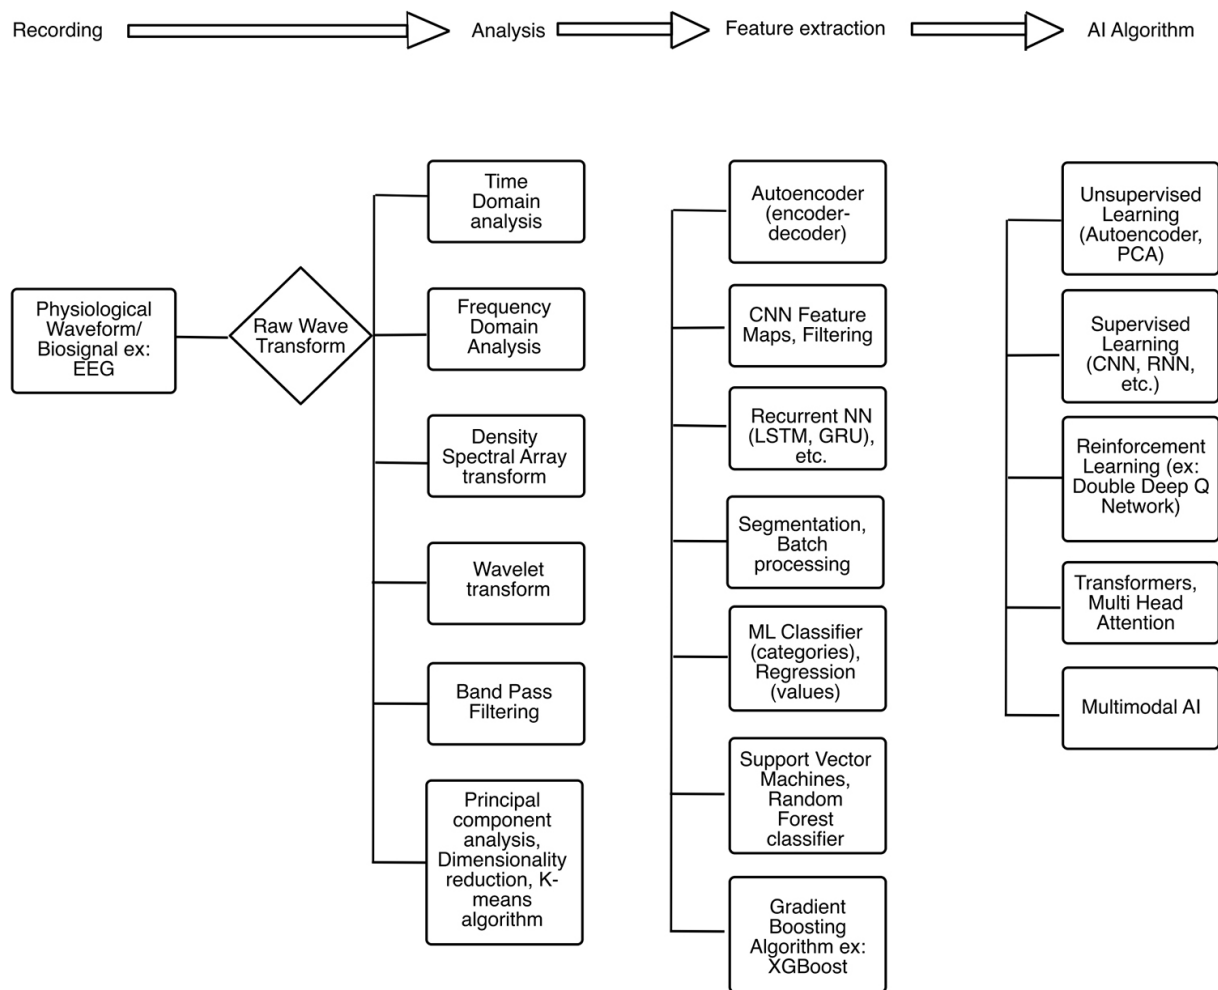 Recording
Analysis
Feature extraction
AI Algorithm
Physiological
Waveform/
Biosignal ex:
EEG
Raw Wave
Transform
Time
Domain
analysis
Frequency
Domain
Analysis
Density
Spectral Array
transform
Wavelet
transform
Band Pass
Filtering
Principal
component
analysis,
Dimensionality
reduction, K-
means
algorithm
Autoencoder
(encoder-
decoder)
CNN Feature
Maps, Filtering
Recurrent NN
(LSTM, GRU),
etc.
Segmentation,
Batch
processing
ML Classifier
(categories),
Regression
(values)
Support Vector
Machines,
Random
Forest
classifier
Gradient
Boosting
Algorithm ex:
XGBoost
Unsupervised
Learning
(Autoencoder,
PCA)
Supervised
Learning
(CNN, RNN,
etc.)
Reinforcement
Learning (ex:
Double Deep Q
Network)
Transformers,
Multi Head
Attention
Multimodal AI